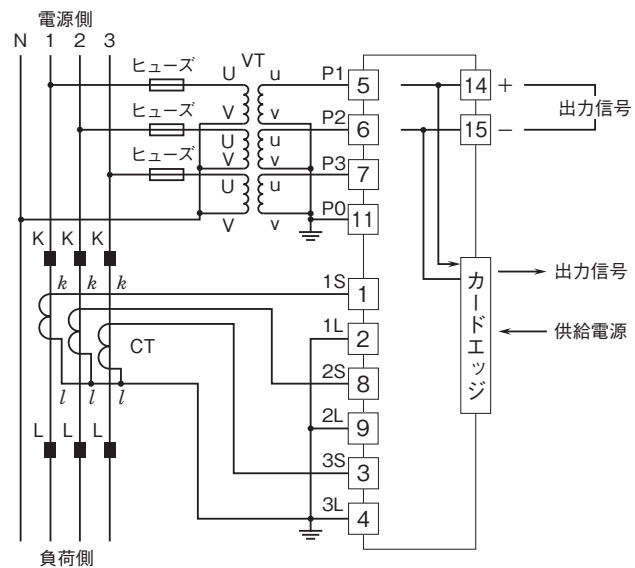 電源側
N 1 2 3
ヒューズ
ヒューズ
ヒューズ
VT
U u
V v
U u
V v
U u
V v
P1 5
P2 6
P3 7
P0 11
14 +
15 −
出力信号
K K K
k k k
CT
l l l
L L L
1S 1
1L 2
2S 8
2L 9
3S 3
3L 4
カードエッジ
出力信号
供給電源
負荷側